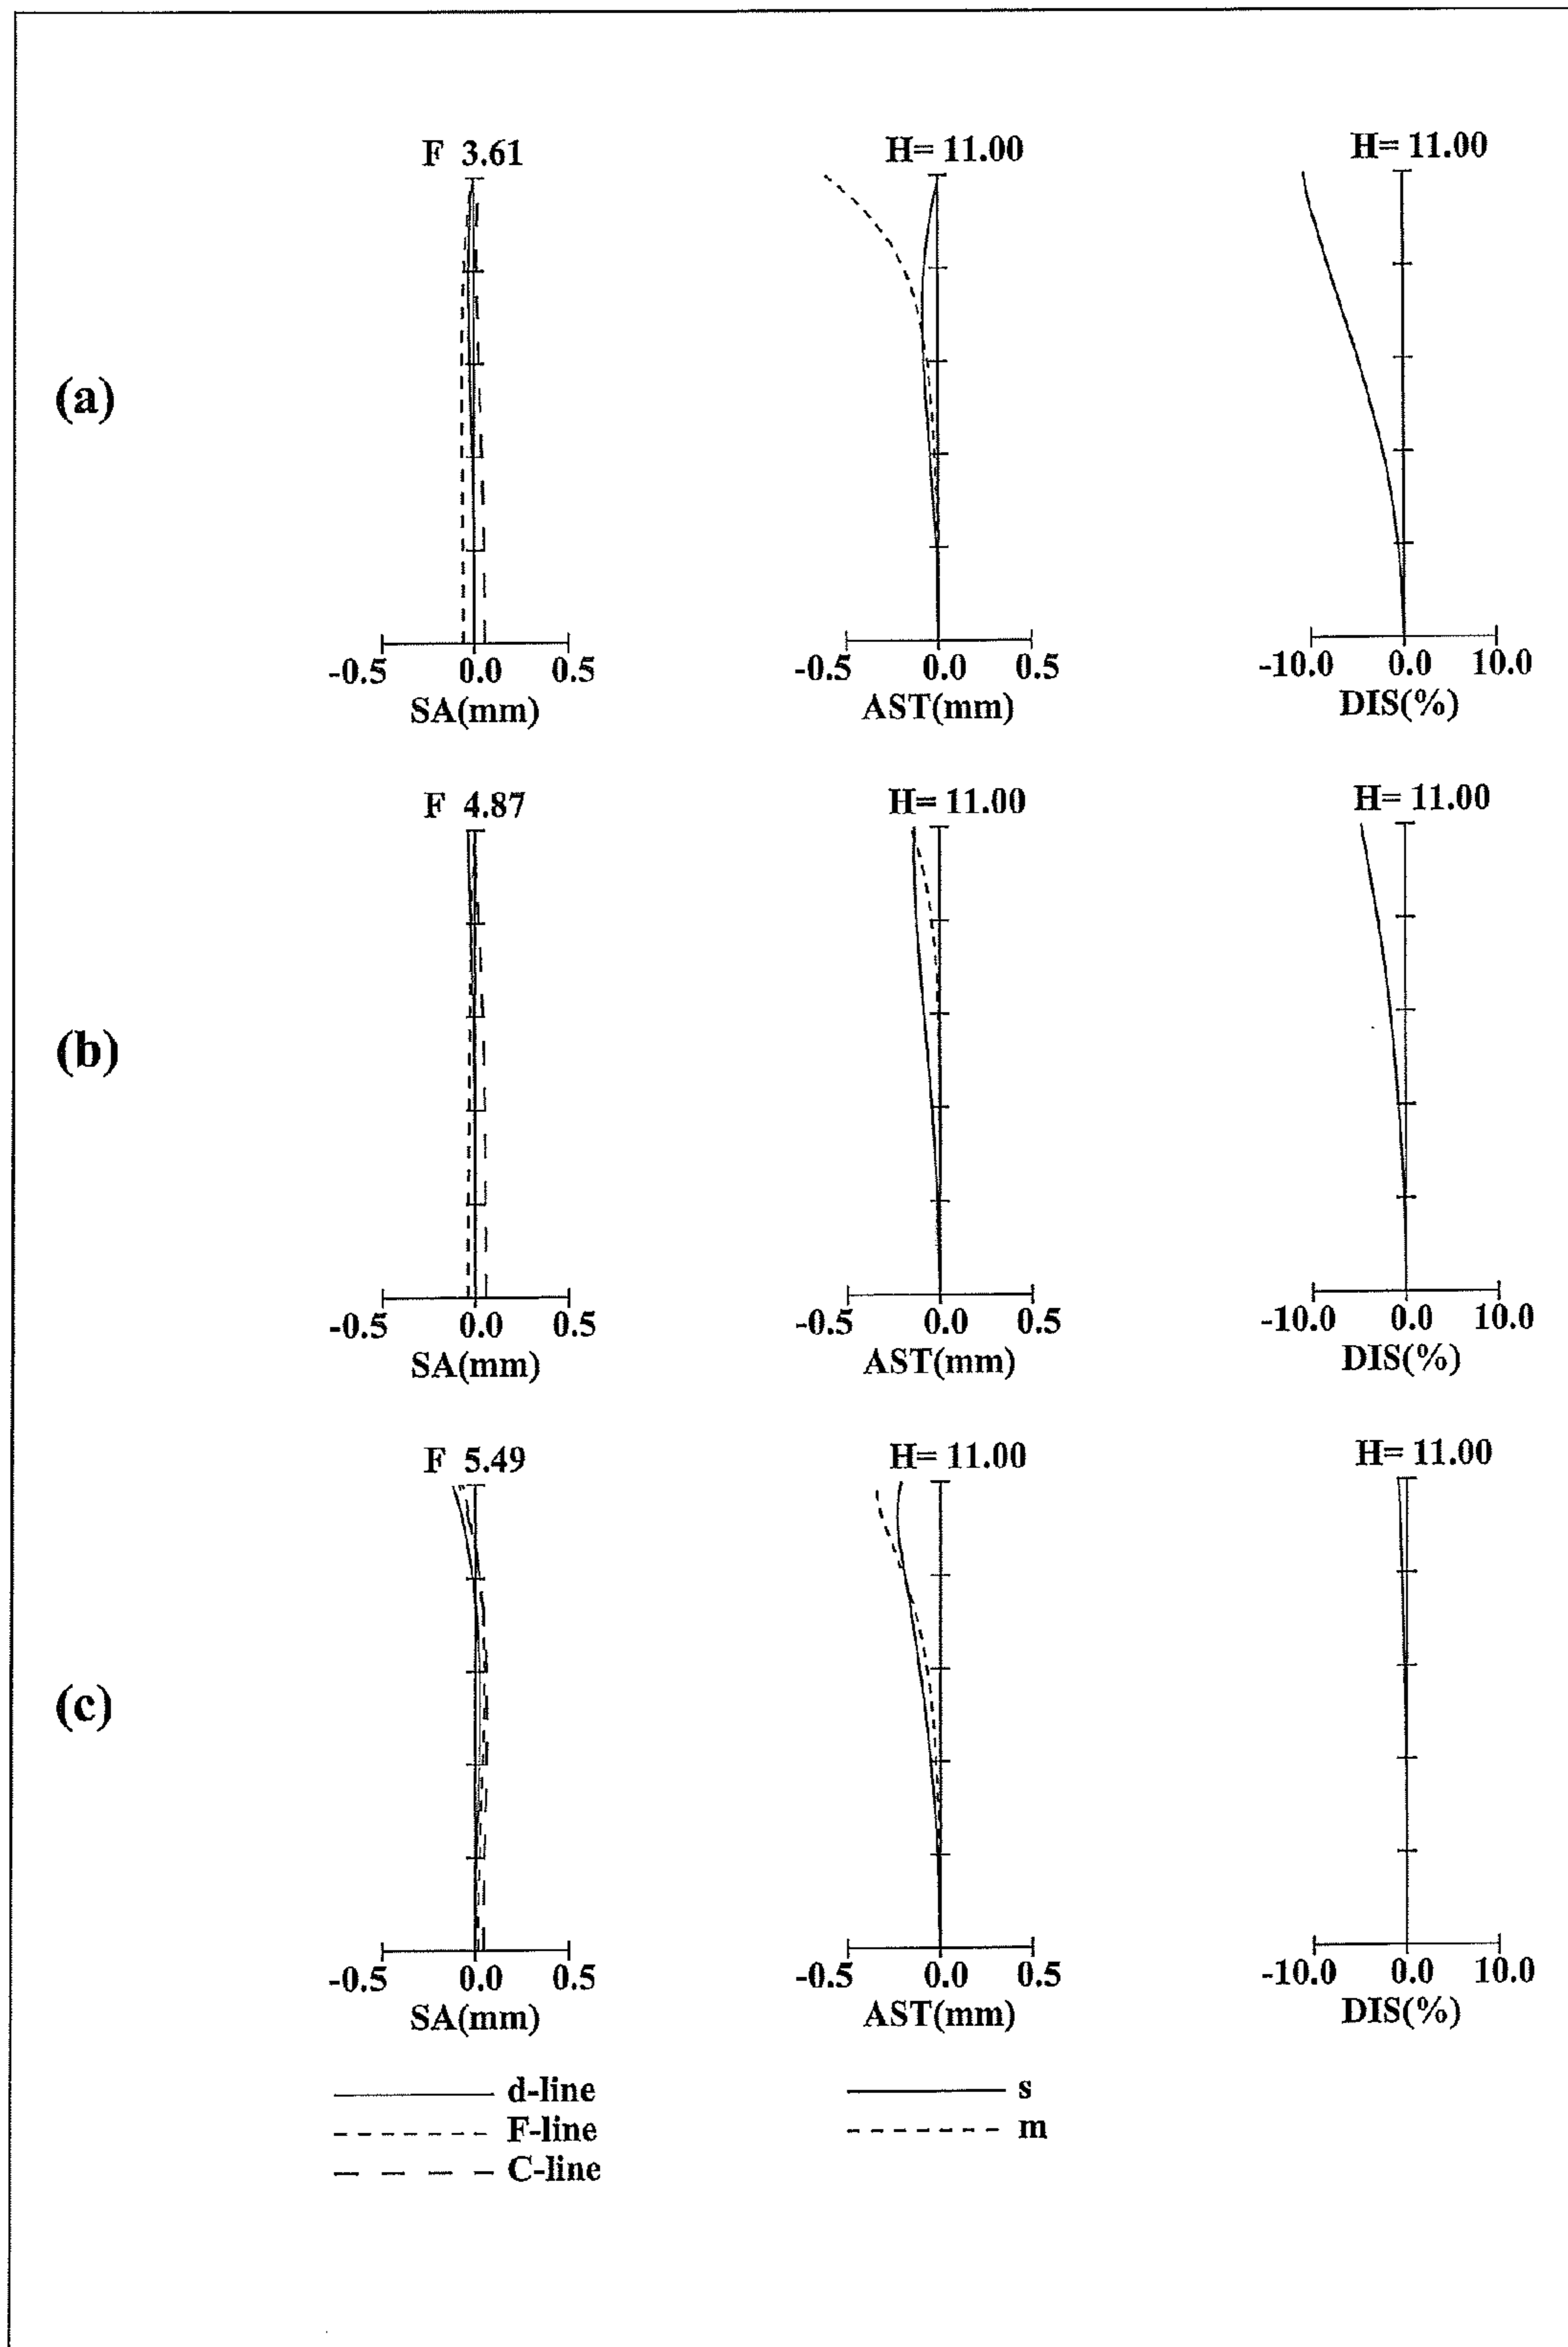 (a)
F 3.61
H= 11.00
H= 11.00
-0.5 0.0 0.5
SA(mm)
-0.5 0.0 0.5
AST(mm)
-10.0 0.0 10.0
DIS(%)
(b)
F 4.87
H= 11.00
H= 11.00
-0.5 0.0 0.5
SA(mm)
-0.5 0.0 0.5
AST(mm)
-10.0 0.0 10.0
DIS(%)
(c)
F 5.49
H= 11.00
H= 11.00
-0.5 0.0 0.5
SA(mm)
-0.5 0.0 0.5
AST(mm)
-10.0 0.0 10.0
DIS(%)
d-line
F-line
C-line
s
m